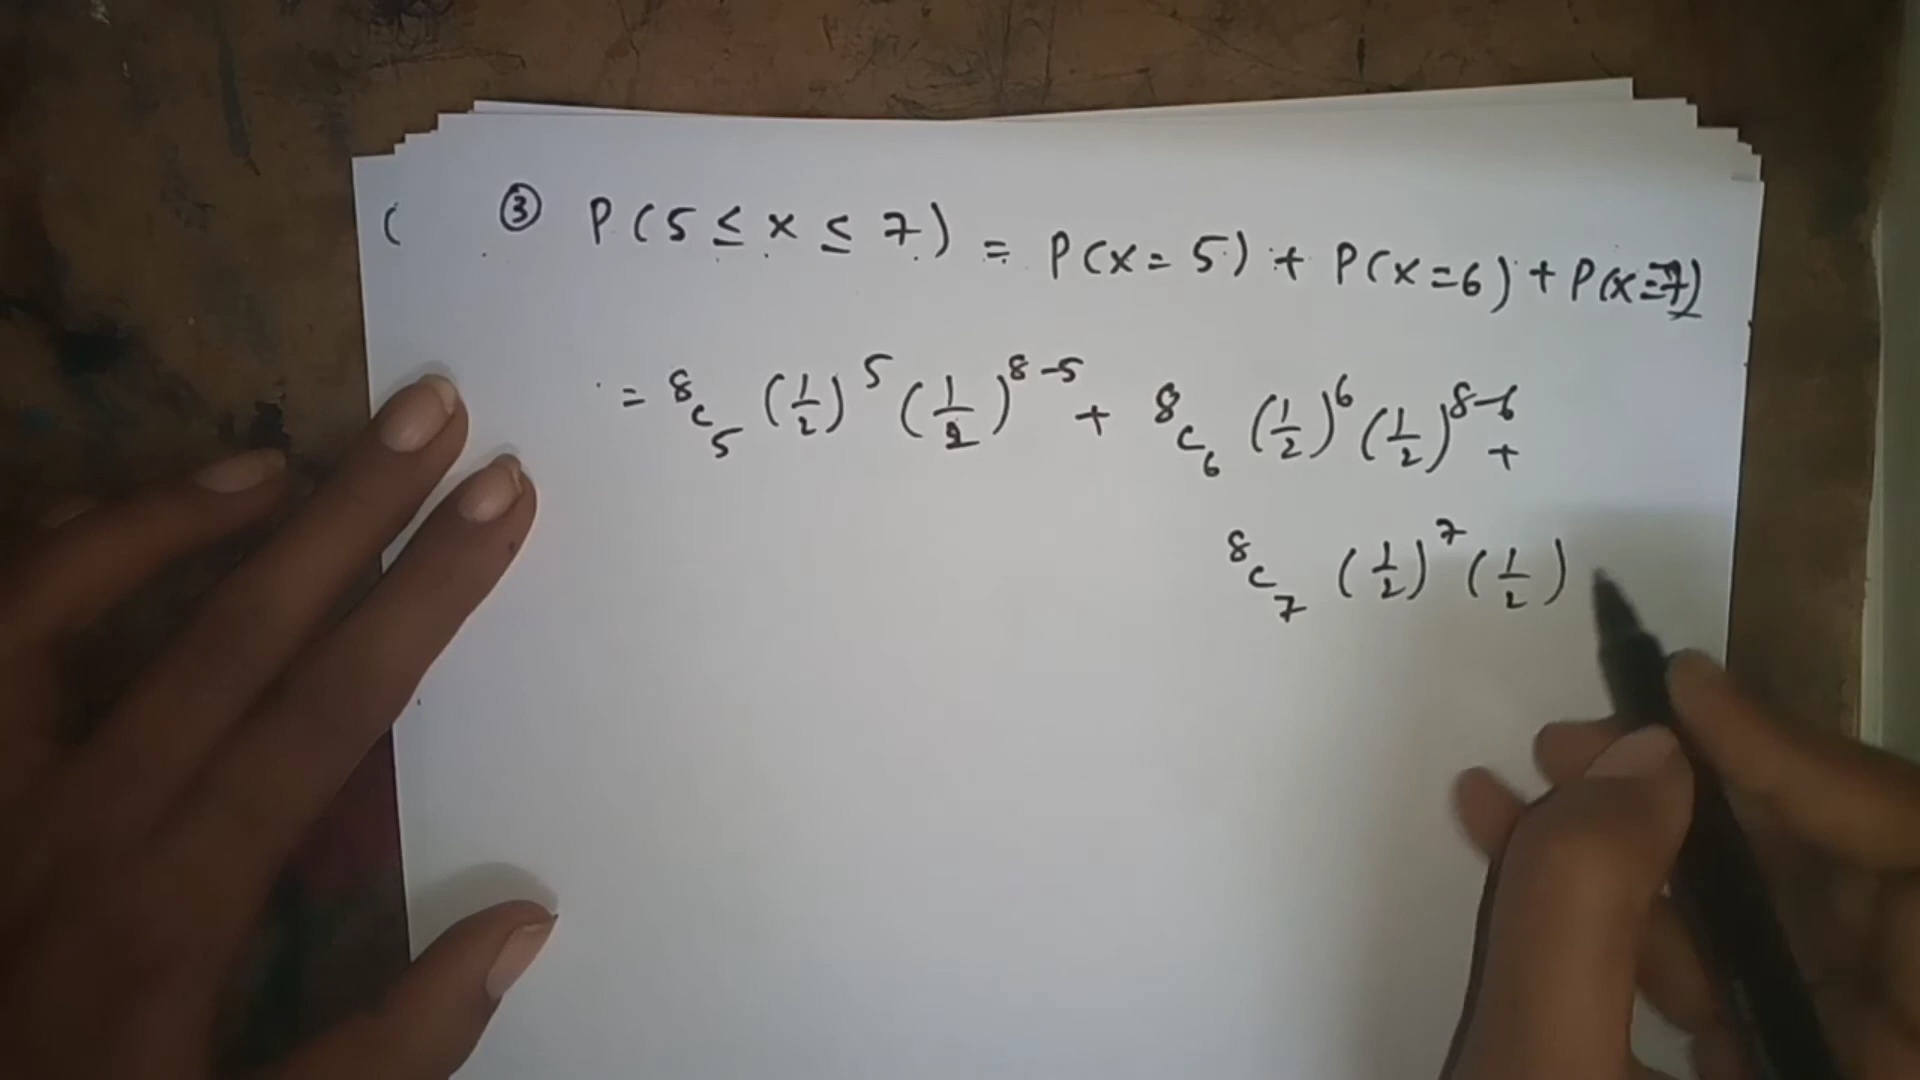 ( ③ P(5 ≤ x ≤ 7) = P(x = 5) + P(x = 6) + P(x = 7)
= ⁸C₅ (1/2)⁵ (1/2)⁸⁻⁵ + ⁸C₆ (1/2)⁶ (1/2)⁸⁻⁶ +
⁸C₇ (1/2)⁷ (1/2)